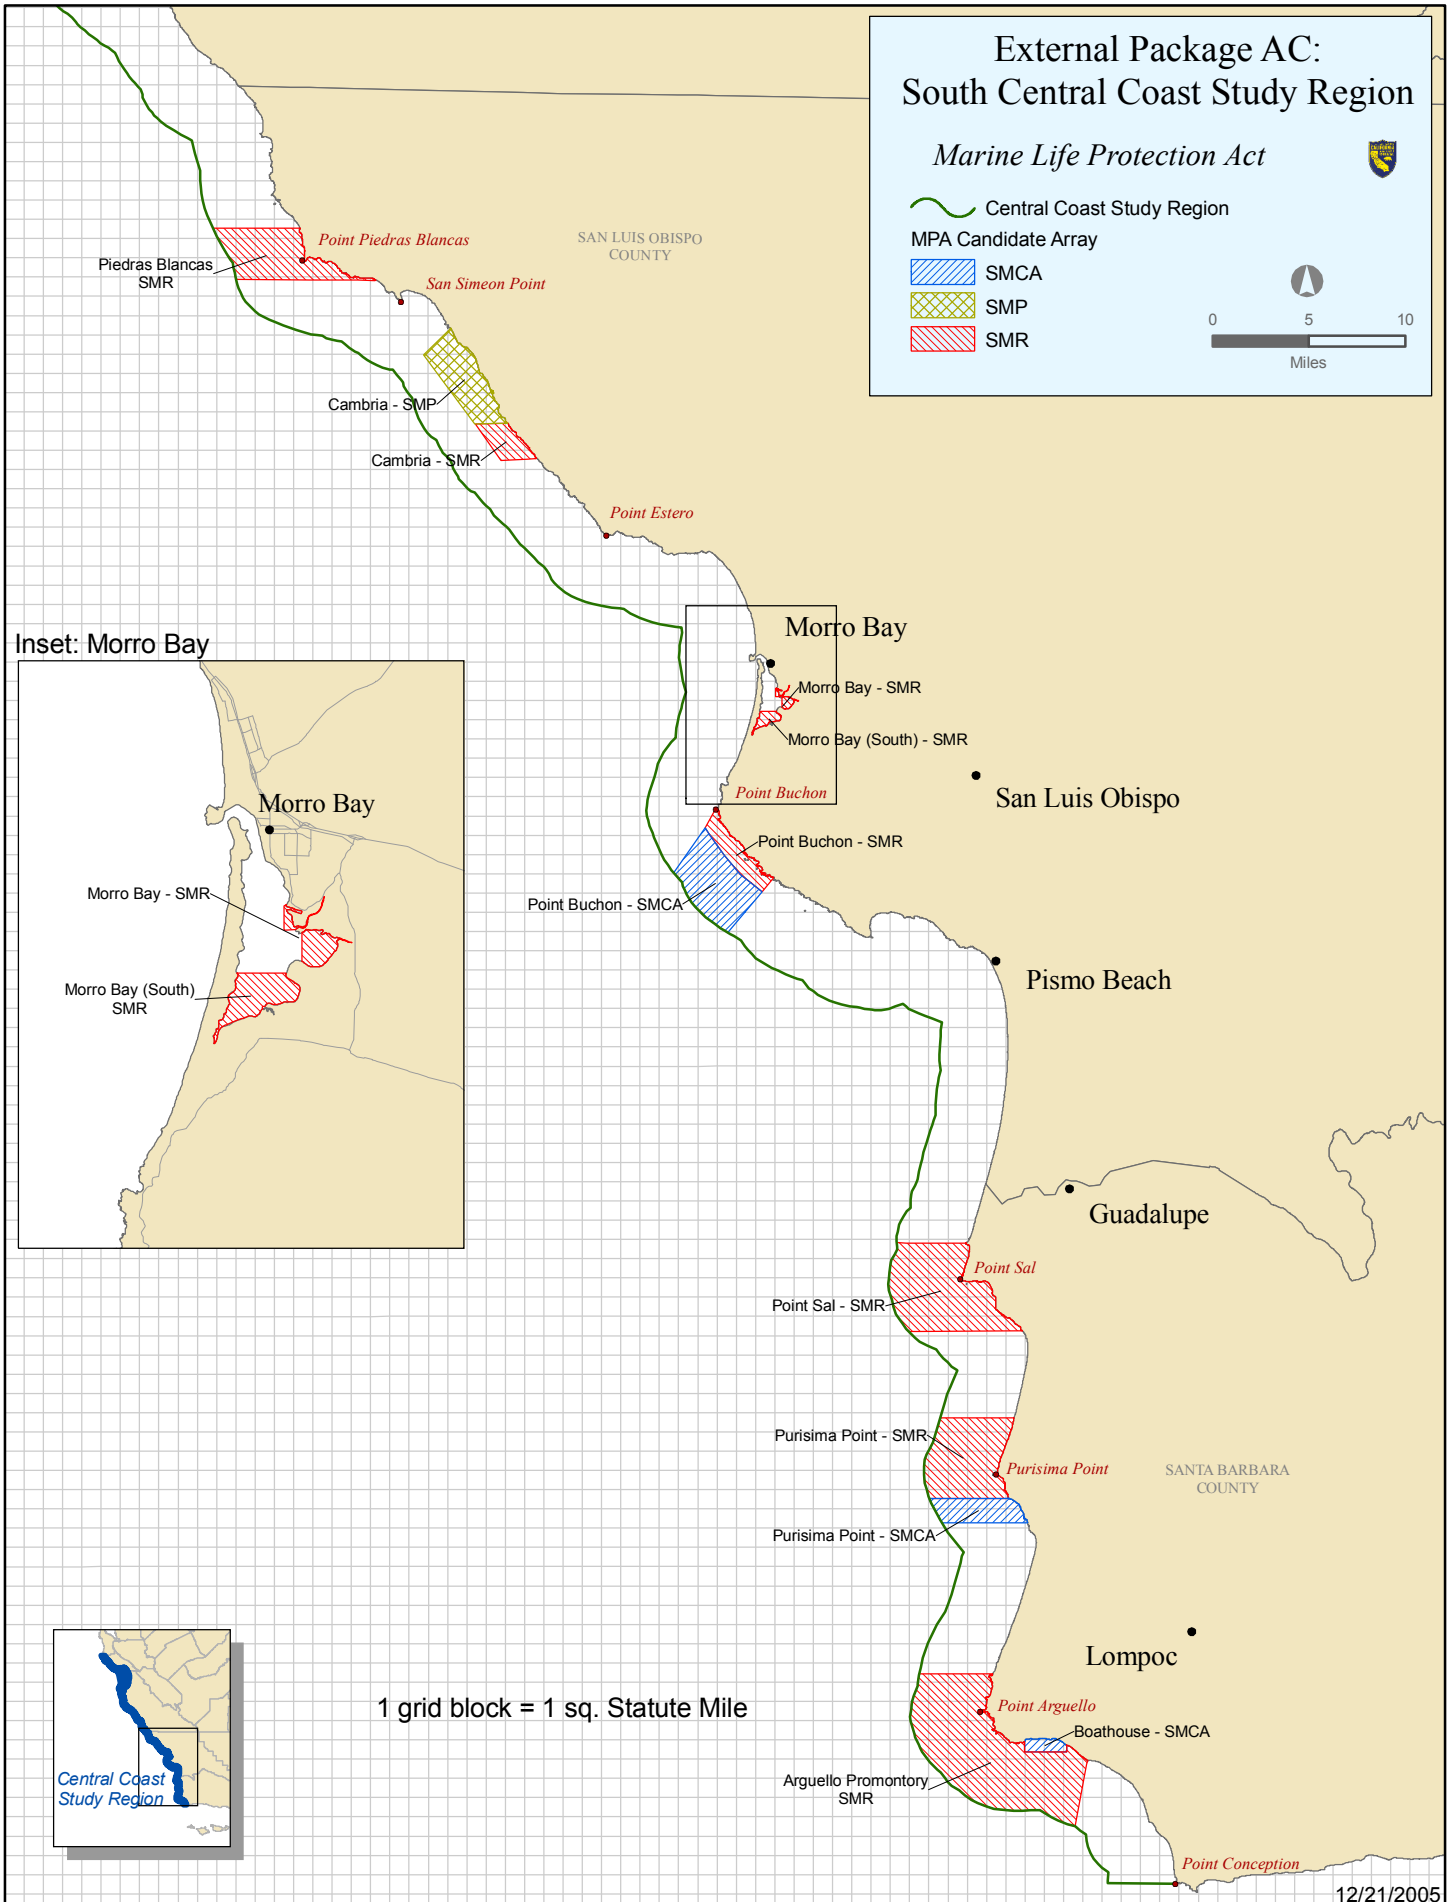 External Package AC:
South Central Coast Study Region
Marine Life Protection Act
Central Coast Study Region
MPA Candidate Array
SMCA
SMP
SMR
0 5 10
Miles
Point Piedras Blancas
SAN LUIS OBISPO
COUNTY
Piedras Blancas
SMR
San Simeon Point
Cambria - SMP
Cambria - SMR
Point Estero
Inset: Morro Bay
Morro Bay
Morro Bay - SMR
Morro Bay (South) - SMR
Point Buchon
San Luis Obispo
Point Buchon - SMR
Point Buchon - SMCA
Morro Bay
Morro Bay - SMR
Morro Bay (South)
SMR
Pismo Beach
Guadalupe
Point Sal
Point Sal - SMR
Purisima Point - SMR
Purisima Point
SANTA BARBARA
COUNTY
Purisima Point - SMCA
Lompoc
1 grid block = 1 sq. Statute Mile
Point Arguello
Boathouse - SMCA
Arguello Promontory
SMR
Central Coast
Study Region
Point Conception
12/21/2005